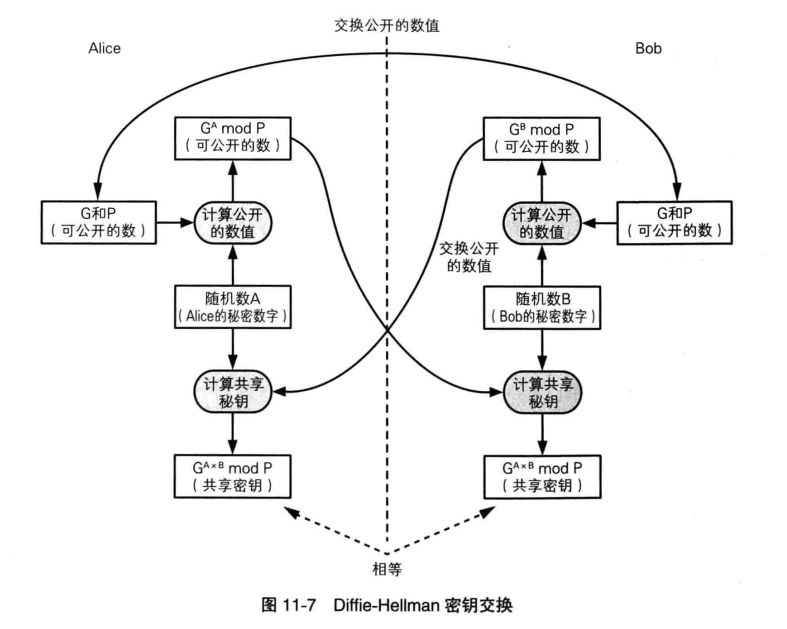 交换公开的数值
Alice
Bob
Gᴬ mod P
（可公开的数）
Gᴮ mod P
（可公开的数）
G和P
（可公开的数）
计算公开
的数值
计算公开
的数值
G和P
（可公开的数）
交换公开
的数值
随机数A
（Alice的秘密数字）
随机数B
（Bob的秘密数字）
计算共享
秘钥
计算共享
秘钥
Gᴬˣᴮ mod P
（共享密钥）
Gᴬˣᴮ mod P
（共享密钥）
相等
图 11-7 Diffie-Hellman 密钥交换